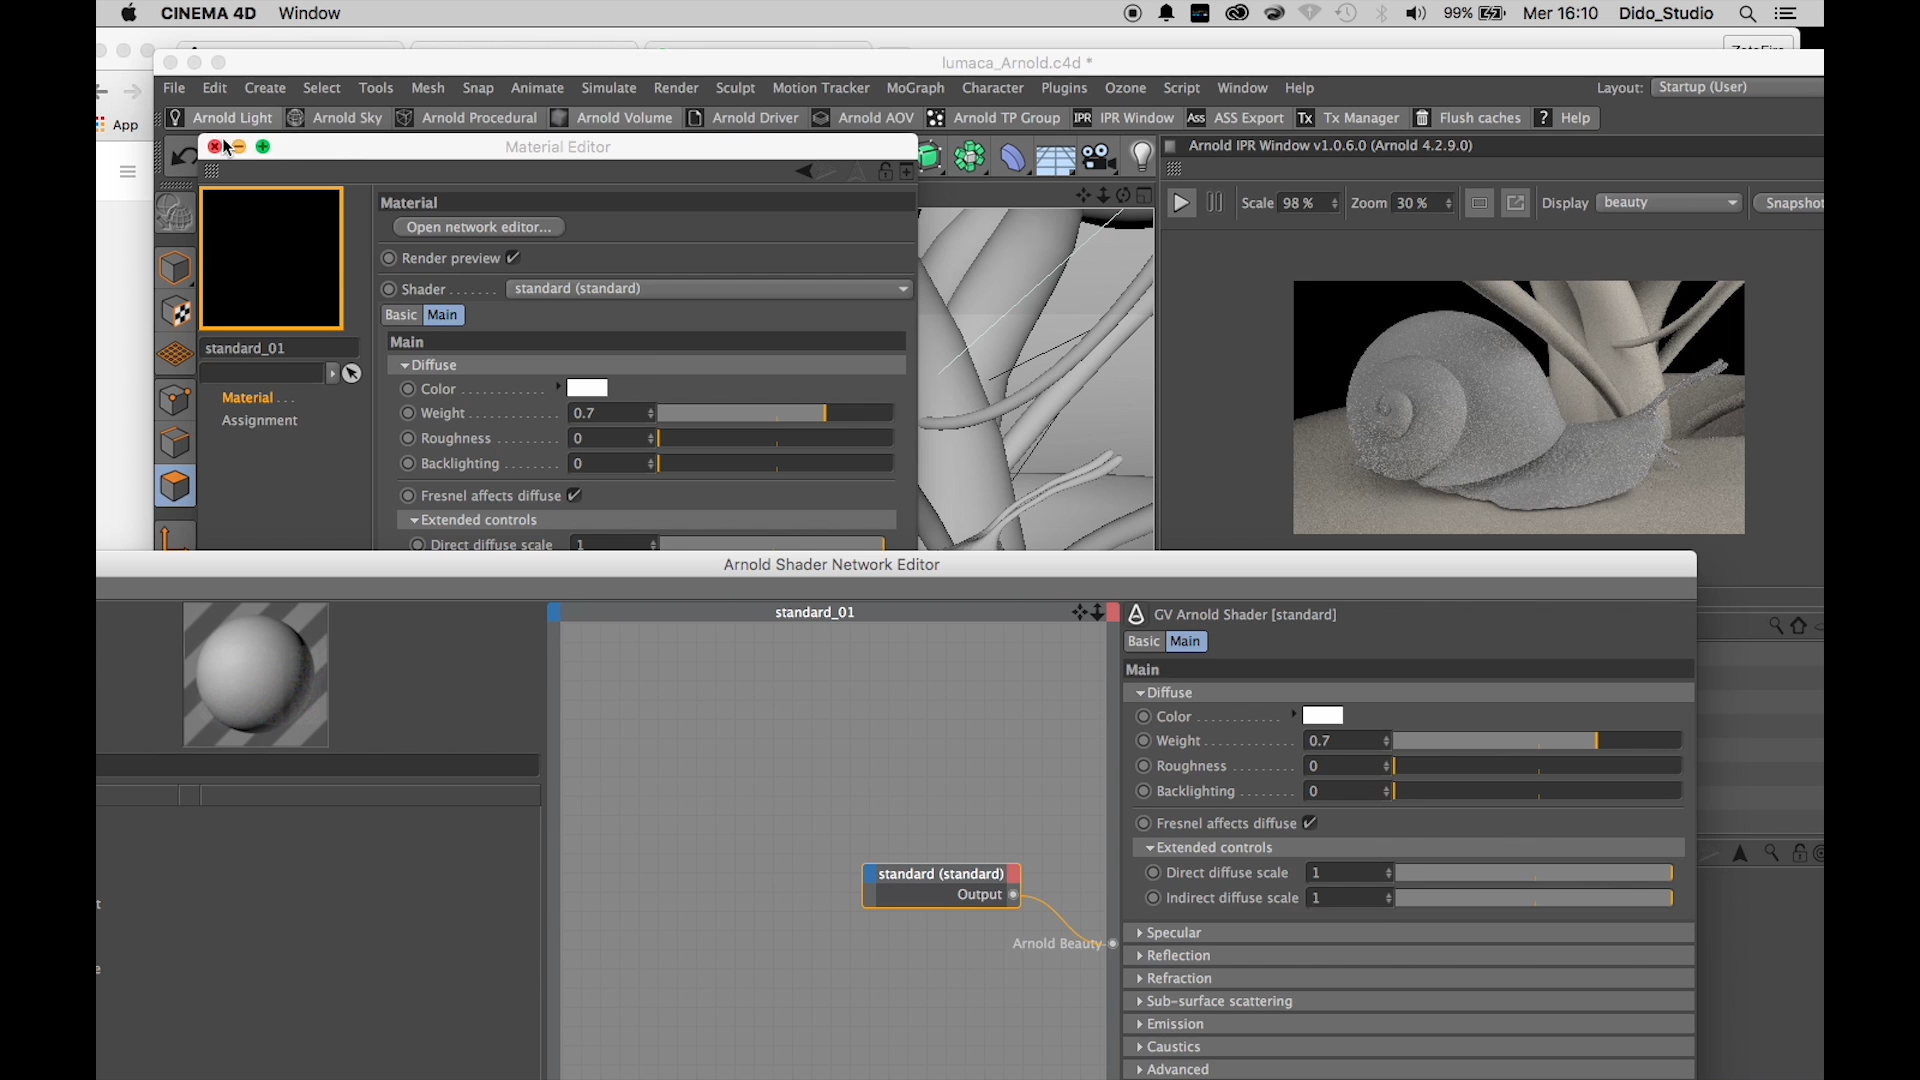 CINEMA 4D Window 99% Mer 16:10 Dido_Studio
lumaca_Arnold.c4d *
File Edit Create Select Tools Mesh Snap Animate Simulate Render Sculpt Motion Tracker MoGraph Character Plugins Ozone Script Window Help Layout: Startup (User)
App
Arnold Light Arnold Sky Arnold Procedural Arnold Volume Arnold Driver Arnold AOV Arnold TP Group IPR IPR Window Ass ASS Export Tx Tx Manager Flush caches ? Help
Material Editor
Arnold IPR Window v1.0.6.0 (Arnold 4.2.9.0)
Scale 98 % Zoom 30 % Display beauty Snapshot
Material
Open network editor...
Render preview
Shader ....... standard (standard)
Basic Main
Main
Diffuse
Color ............
Weight ............ 0.7
Roughness ......... 0
Backlighting ........ 0
Fresnel affects diffuse
Extended controls
Direct diffuse scale 1
standard_01
Material ...
Assignment
Arnold Shader Network Editor
standard_01
standard (standard)
Output
Arnold Beauty
GV Arnold Shader [standard]
Basic Main
Main
Diffuse
Color ............
Weight ............ 0.7
Roughness ......... 0
Backlighting ........ 0
Fresnel affects diffuse
Extended controls
Direct diffuse scale 1
Indirect diffuse scale 1
Specular
Reflection
Refraction
Sub-surface scattering
Emission
Caustics
Advanced